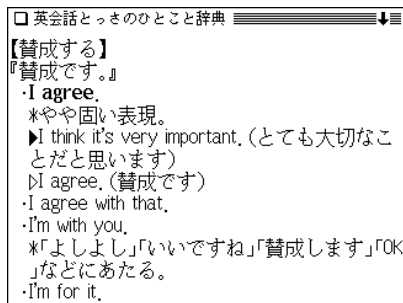 英会話とっさのひとこと辞典
【賛成する】
『賛成です。』
・I agree.
*やや固い表現。
▶I think it's very important. (とても大切なこ
とだと思います)
▷I agree. (賛成です)
・I agree with that.
・I'm with you.
*「よしよし」「いいですね」「賛成します」「OK
」などにあたる。
・I'm for it.